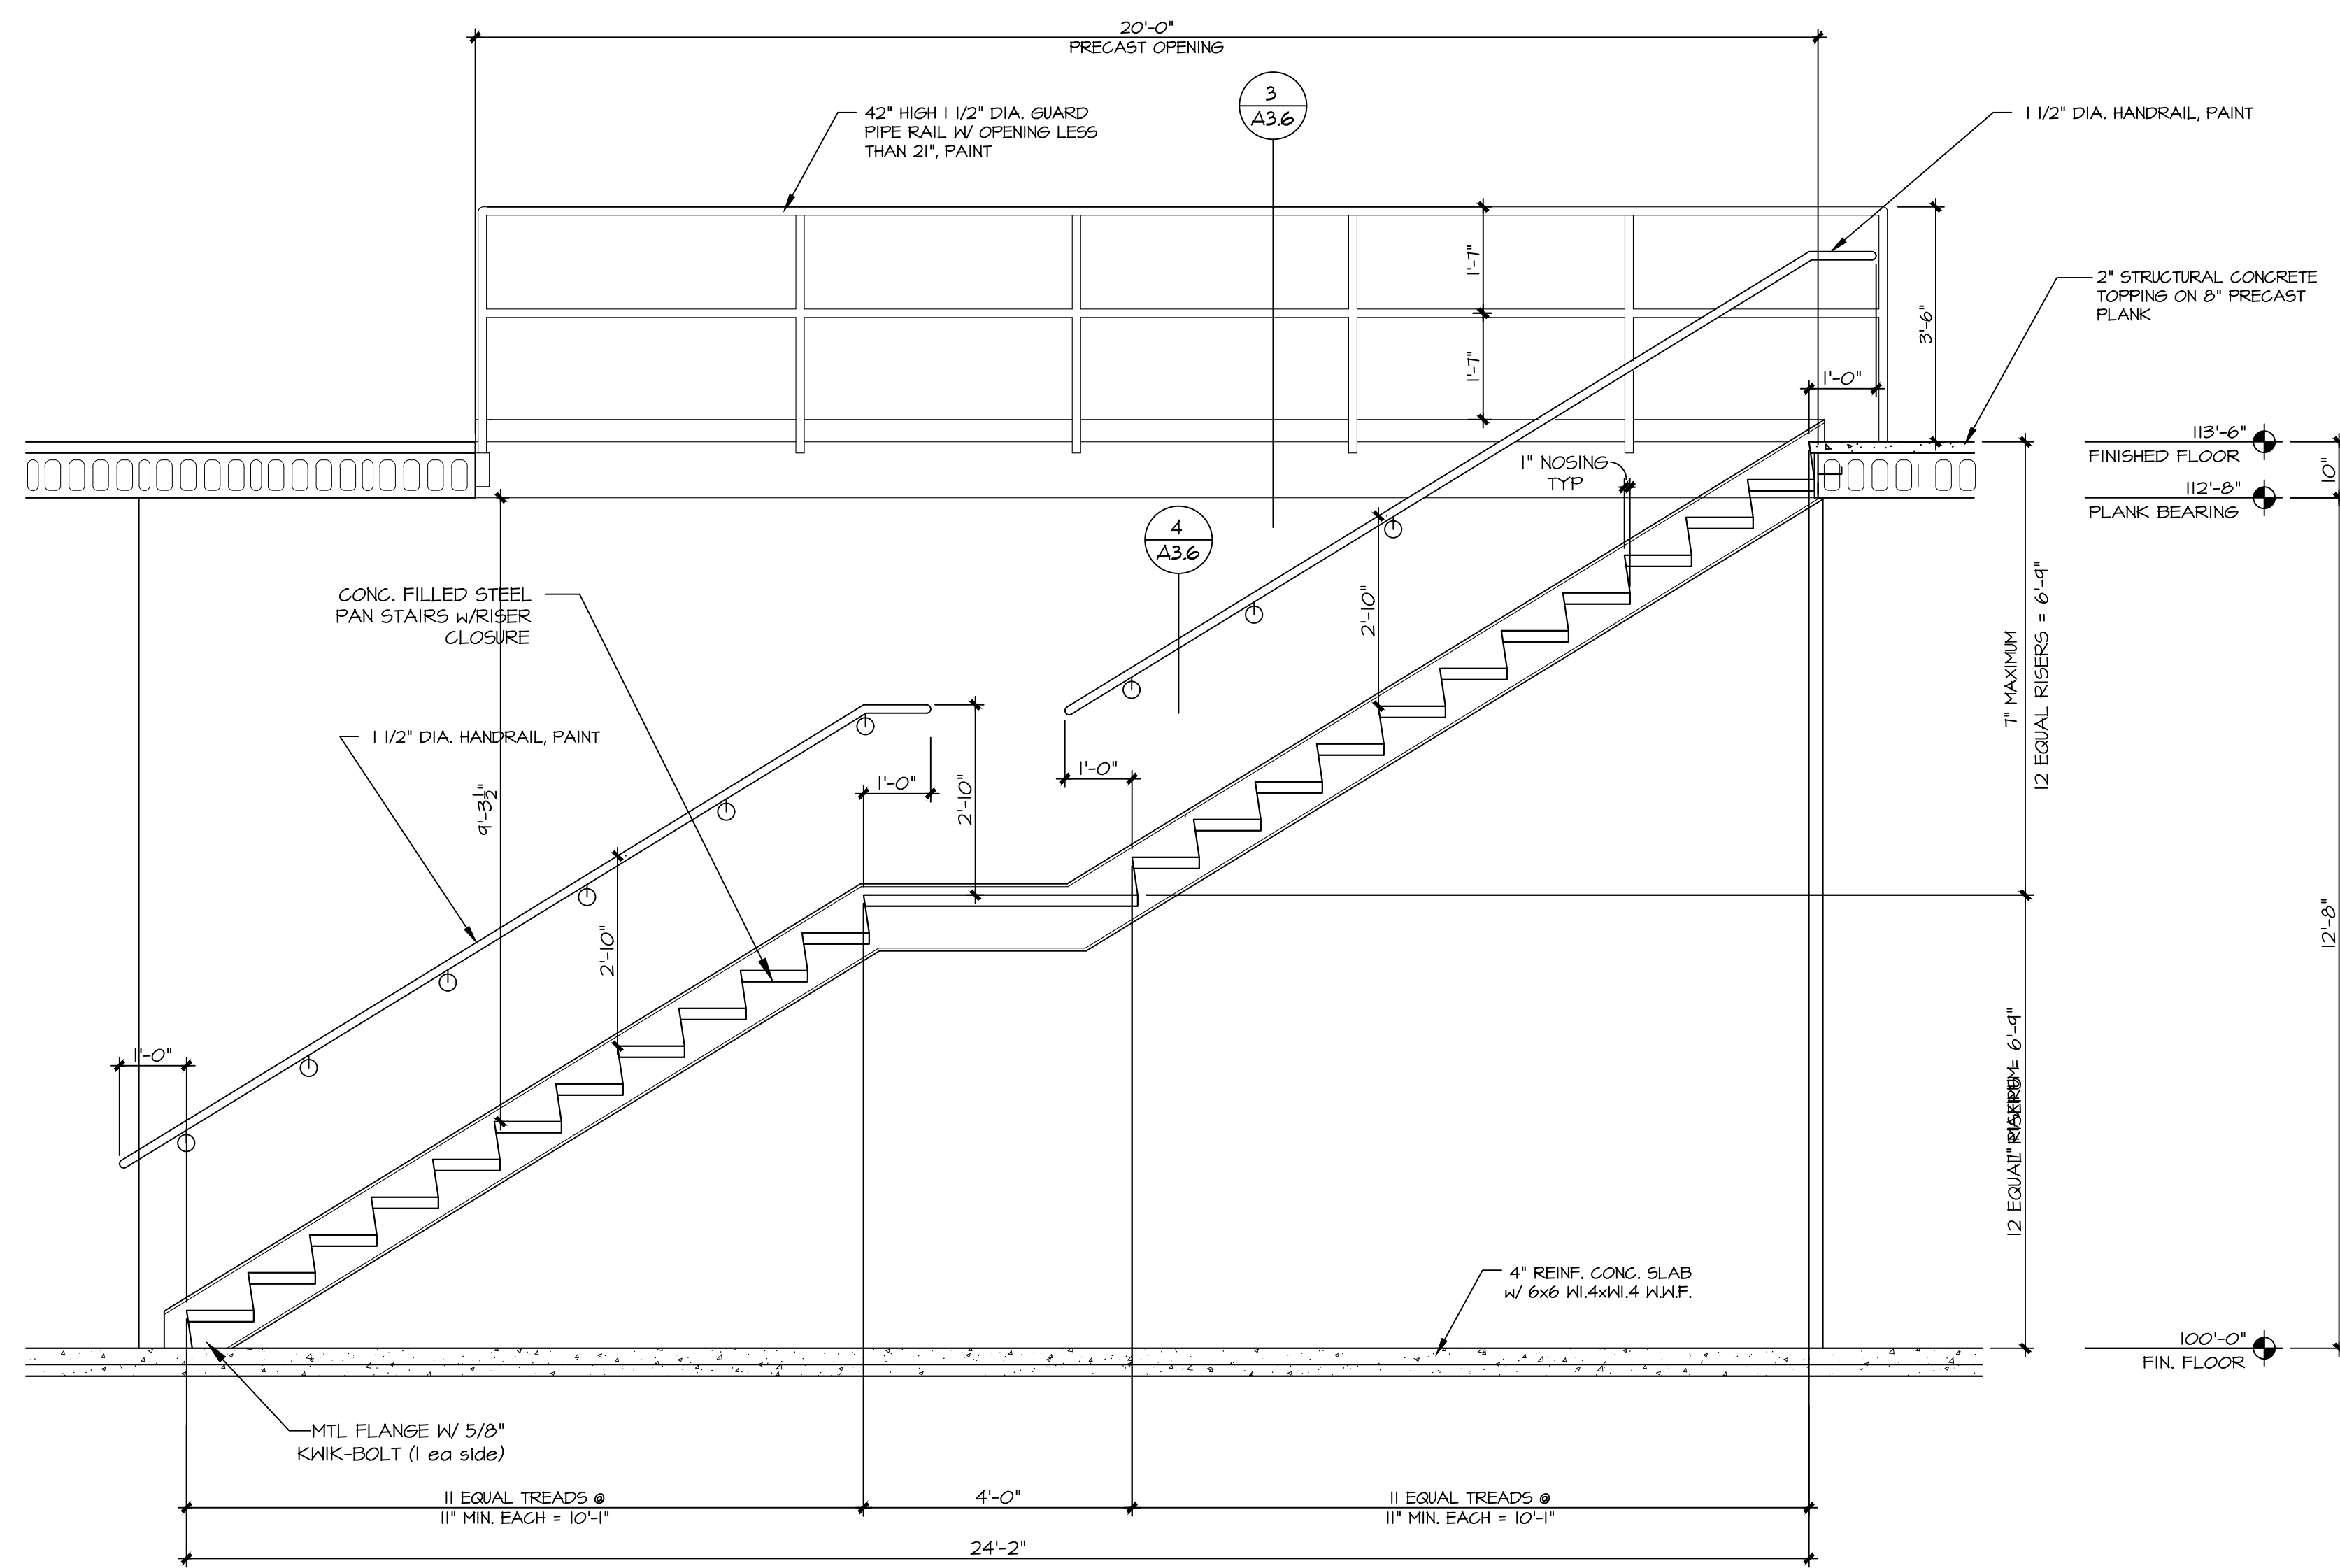 20'-0"
PRECAST OPENING
3
A3.6
42" HIGH 1 1/2" DIA. GUARD
PIPE RAIL W/ OPENING LESS
THAN 21", PAINT
1 1/2" DIA. HANDRAIL, PAINT
1'-7"
1'-7"
3'-6"
2" STRUCTURAL CONCRETE
TOPPING ON 8" PRECAST
PLANK
1'-0"
113'-6"
FINISHED FLOOR
10"
112'-8"
PLANK BEARING
1" NOSING
TYP
4
A3.6
CONC. FILLED STEEL
PAN STAIRS w/RISER
CLOSURE
2'-10"
7" MAXIMUM
12 EQUAL RISERS = 6'-9"
1 1/2" DIA. HANDRAIL, PAINT
9'-3 1/2"
1'-0"
2'-10"
1'-0"
2'-10"
12'-8"
1'-0"
7" MAXIMUM
12 EQUAL RISERS = 6'-9"
4" REINF. CONC. SLAB
w/ 6x6 W1.4xW1.4 W.W.F.
100'-0"
FIN. FLOOR
MTL FLANGE W/ 5/8"
KWIK-BOLT (1 ea side)
11 EQUAL TREADS @
11" MIN. EACH = 10'-1"
4'-0"
11 EQUAL TREADS @
11" MIN. EACH = 10'-1"
24'-2"